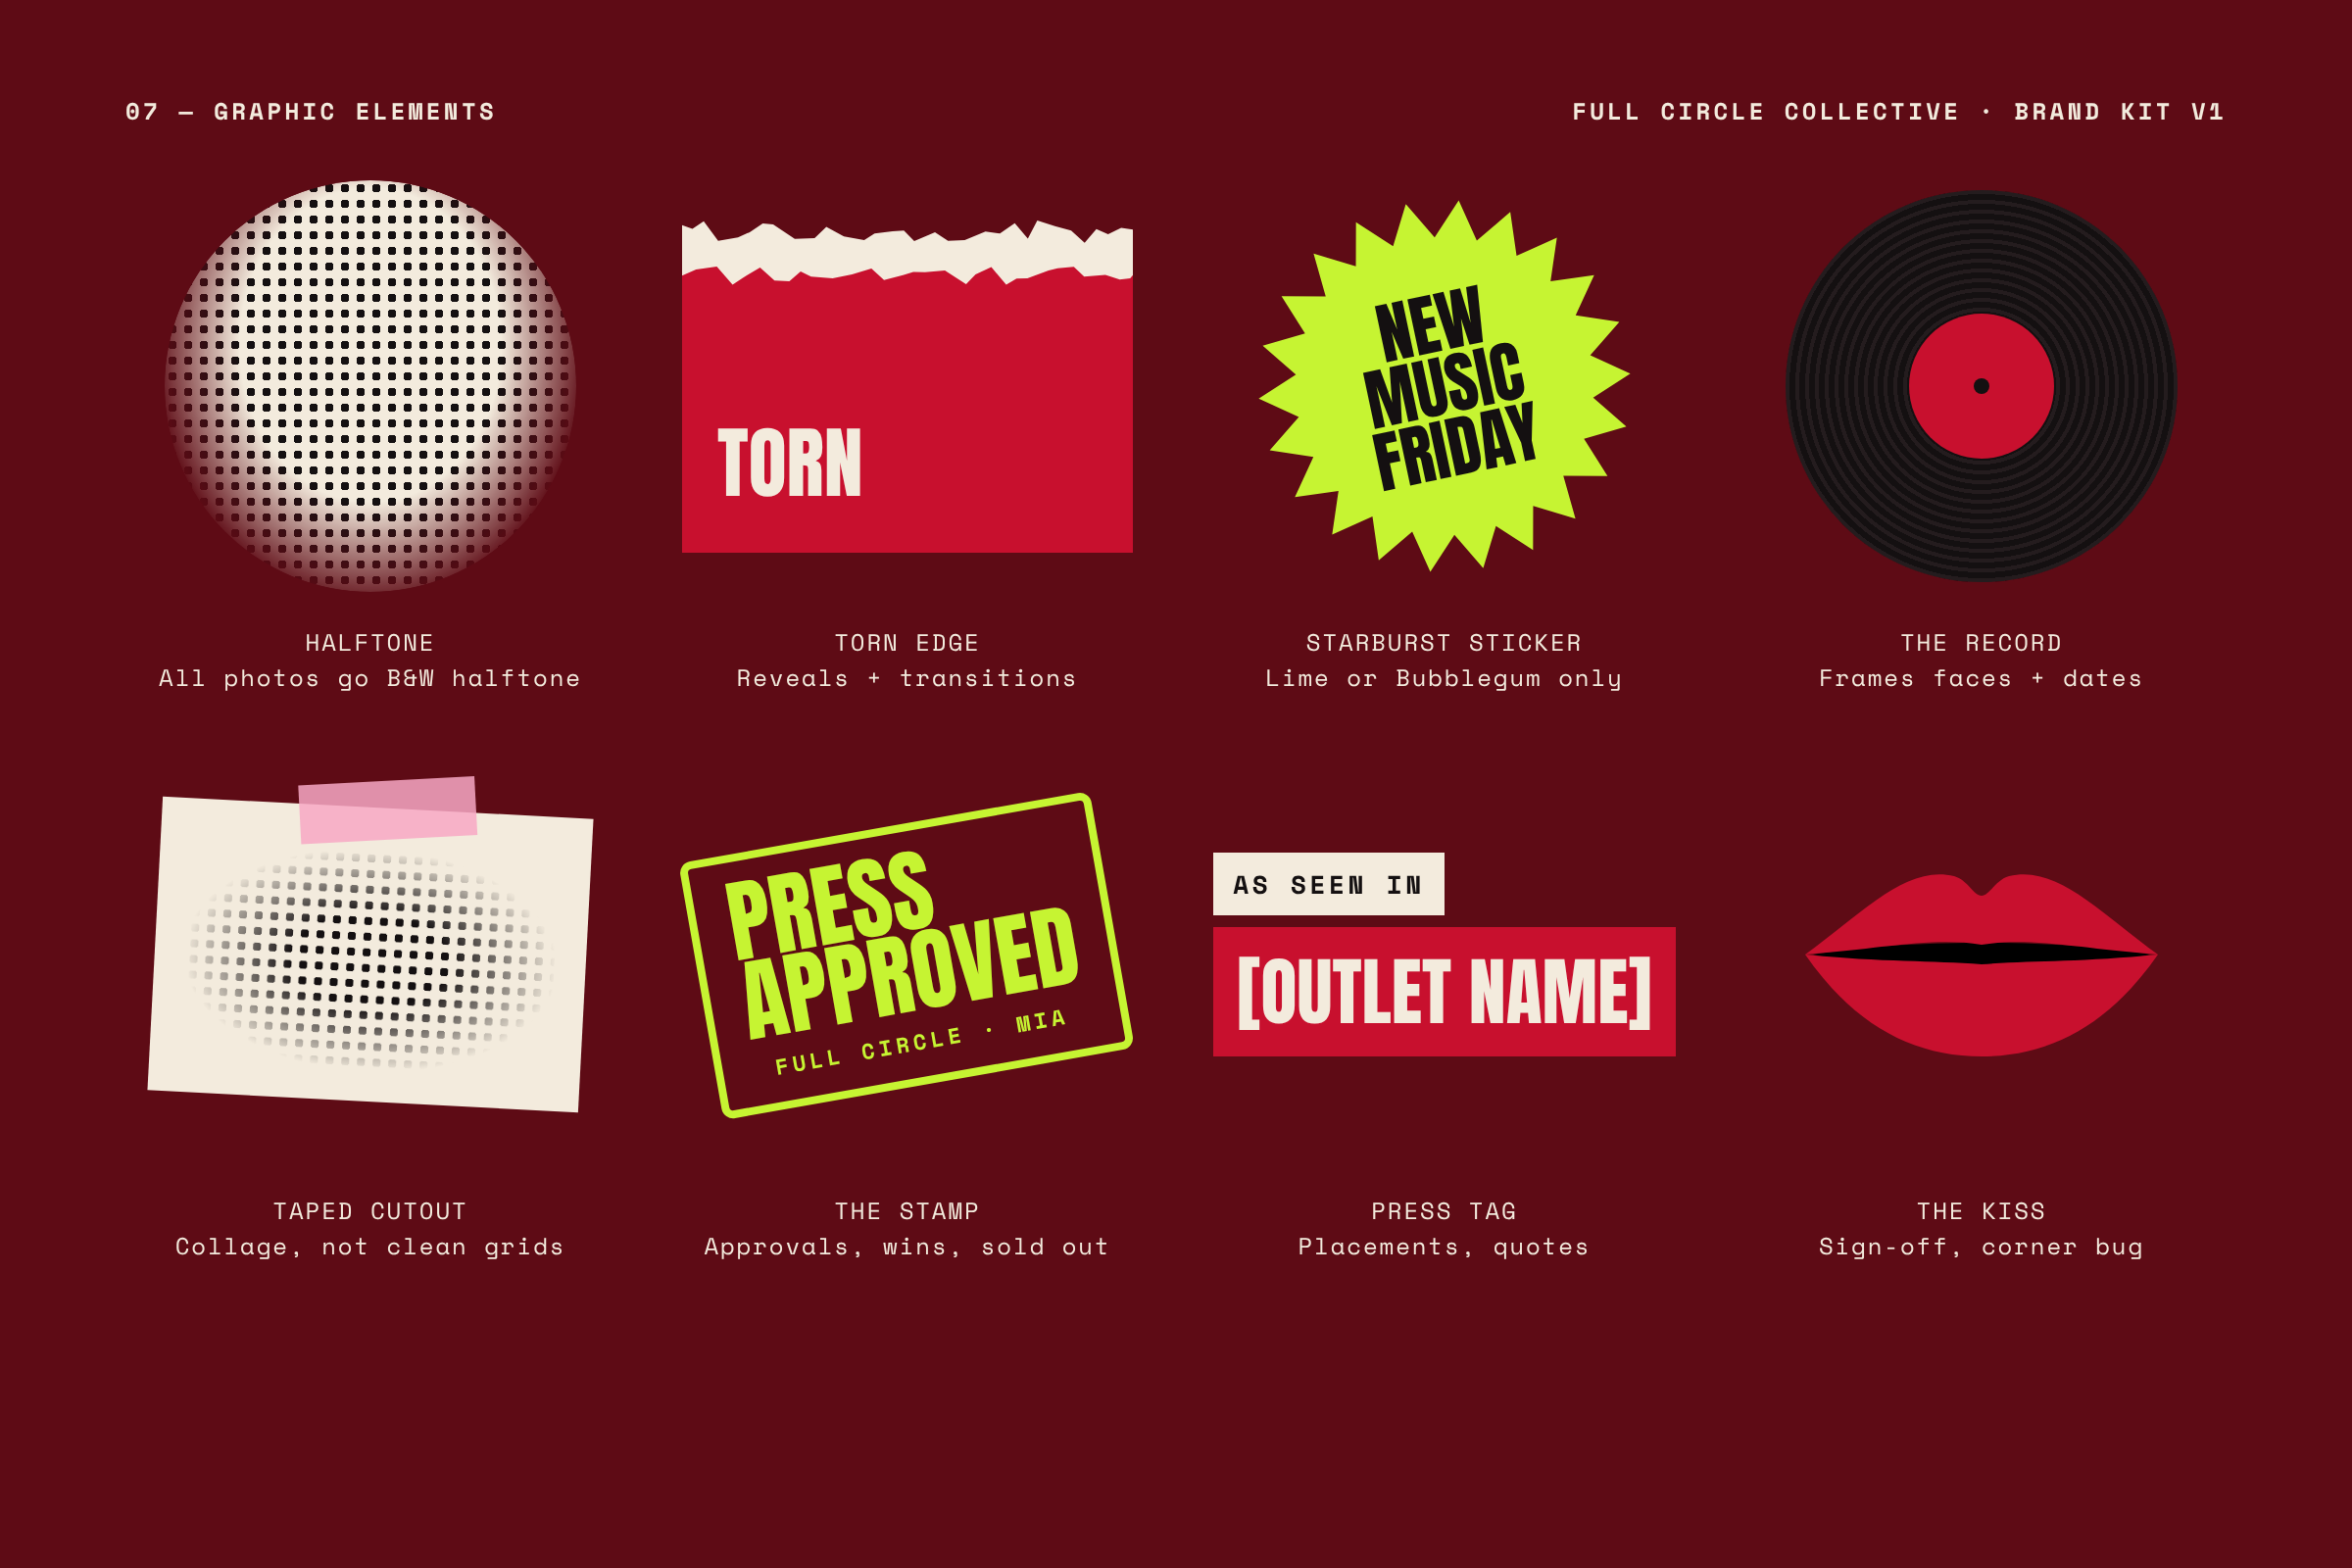 07 — GRAPHIC ELEMENTS
FULL CIRCLE COLLECTIVE · BRAND KIT V1
TORN
NEW
MUSIC
FRIDAY
HALFTONE
All photos go B&W halftone
TORN EDGE
Reveals + transitions
STARBURST STICKER
Lime or Bubblegum only
THE RECORD
Frames faces + dates
PRESS
APPROVED
FULL CIRCLE · MIA
AS SEEN IN
[OUTLET NAME]
TAPED CUTOUT
Collage, not clean grids
THE STAMP
Approvals, wins, sold out
PRESS TAG
Placements, quotes
THE KISS
Sign-off, corner bug